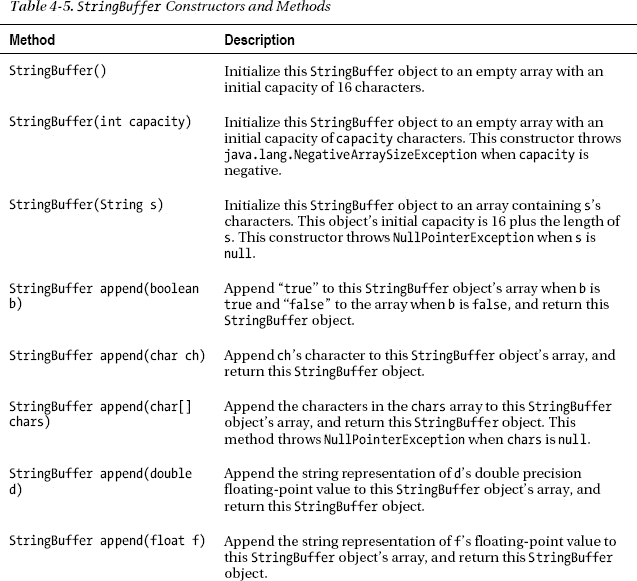 Table 4-5. StringBuffer Constructors and Methods
Method Description
StringBuffer() Initialize this StringBuffer object to an empty array with an
initial capacity of 16 characters.
StringBuffer(int capacity) Initialize this StringBuffer object to an empty array with an
initial capacity of capacity characters. This constructor throws
java.lang.NegativeArraySizeException when capacity is
negative.
StringBuffer(String s) Initialize this StringBuffer object to an array containing s’s
characters. This object’s initial capacity is 16 plus the length of
s. This constructor throws NullPointerException when s is
null.
StringBuffer append(boolean Append “true” to this StringBuffer object’s array when b is
b) true and “false” to the array when b is false, and return this
StringBuffer object.
StringBuffer append(char ch) Append ch’s character to this StringBuffer object’s array, and
return this StringBuffer object.
StringBuffer append(char[] Append the characters in the chars array to this StringBuffer
chars) object’s array, and return this StringBuffer object. This
method throws NullPointerException when chars is null.
StringBuffer append(double Append the string representation of d’s double precision
d) floating-point value to this StringBuffer object’s array, and
return this StringBuffer object.
StringBuffer append(float f) Append the string representation of f’s floating-point value to
this StringBuffer object’s array, and return this StringBuffer
object.